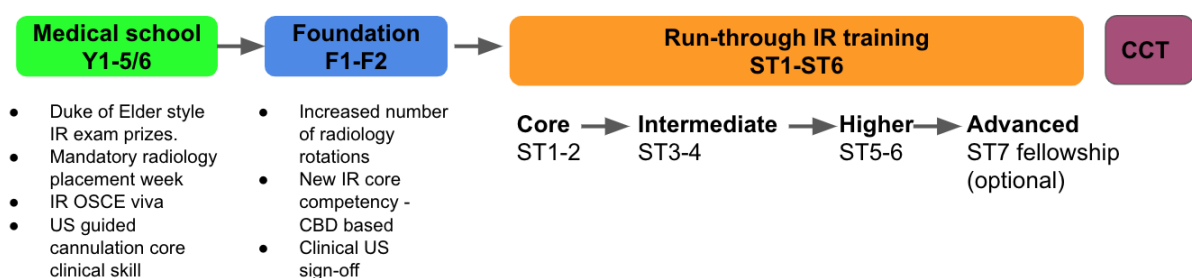 Medical school
Y1-5/6
Foundation
F1-F2
Run-through IR training
ST1-ST6
CCT
● Duke of Elder style
IR exam prizes.
● Mandatory radiology
placement week
● IR OSCE viva
● US guided
cannulation core
clinical skill
● Increased number
of radiology
rotations
● New IR core
competency -
CBD based
● Clinical US
sign-off
Core
ST1-2
Intermediate
ST3-4
Higher
ST5-6
Advanced
ST7 fellowship
(optional)